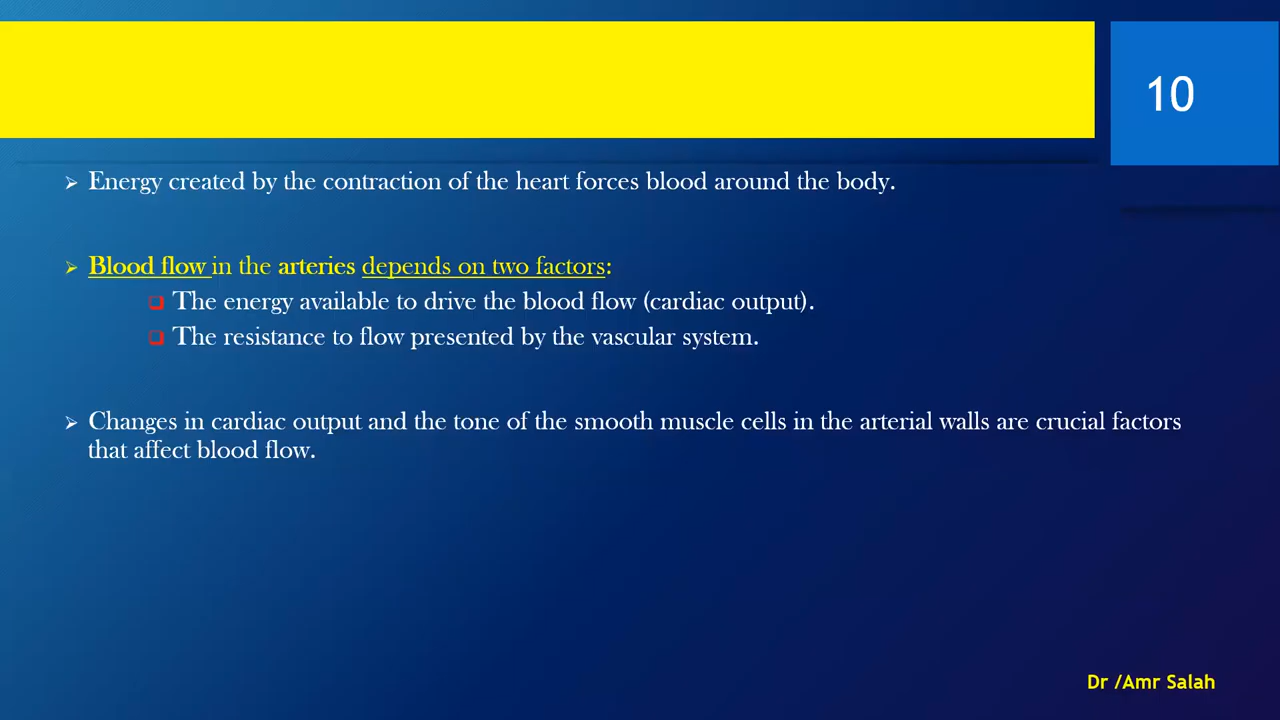 10
Energy created by the contraction of the heart forces blood around the body.
Blood flow in the arteries depends on two factors:
The energy available to drive the blood flow (cardiac output).
The resistance to flow presented by the vascular system.
Changes in cardiac output and the tone of the smooth muscle cells in the arterial walls are crucial factors
that affect blood flow.
Dr /Amr Salah